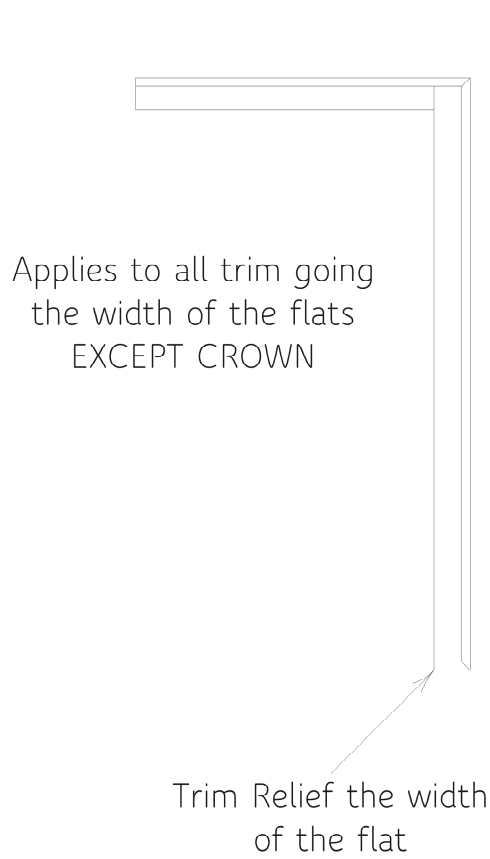 Applies to all trim going
the width of the flats
EXCEPT CROWN
Trim Relief the width
of the flat